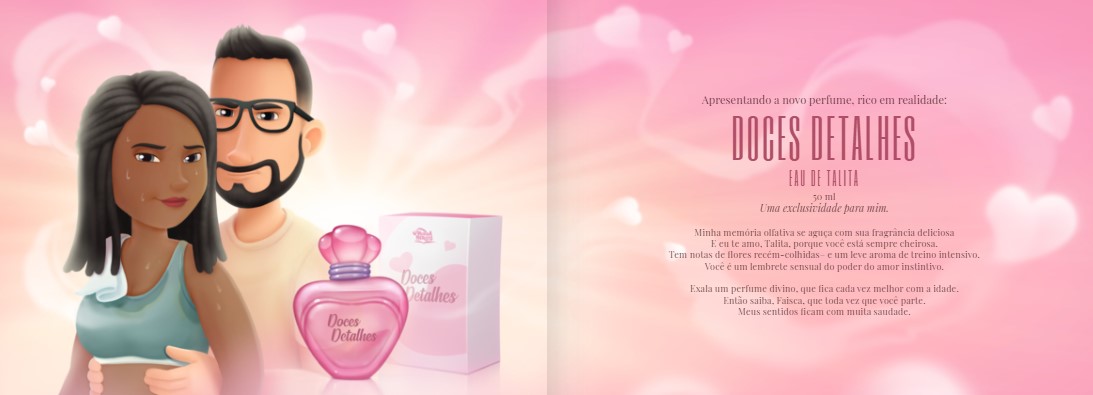 Doces
Detalhes
Doces
Detalhes
Apresentando a novo perfume, rico em realidade:
DOCES DETALHES
EAU DE TALITA
50 ml
Uma exclusividade para mim.
Minha memória olfativa se aguça com sua fragrância deliciosa
E eu te amo, Talita, porque você está sempre cheirosa.
Tem notas de flores recém-colhidas– e um leve aroma de treino intensivo.
Você é um lembrete sensual do poder do amor instintivo.
Exala um perfume divino, que fica cada vez melhor com a idade.
Então saiba, Faísca, que toda vez que você parte.
Meus sentidos ficam com muita saudade.